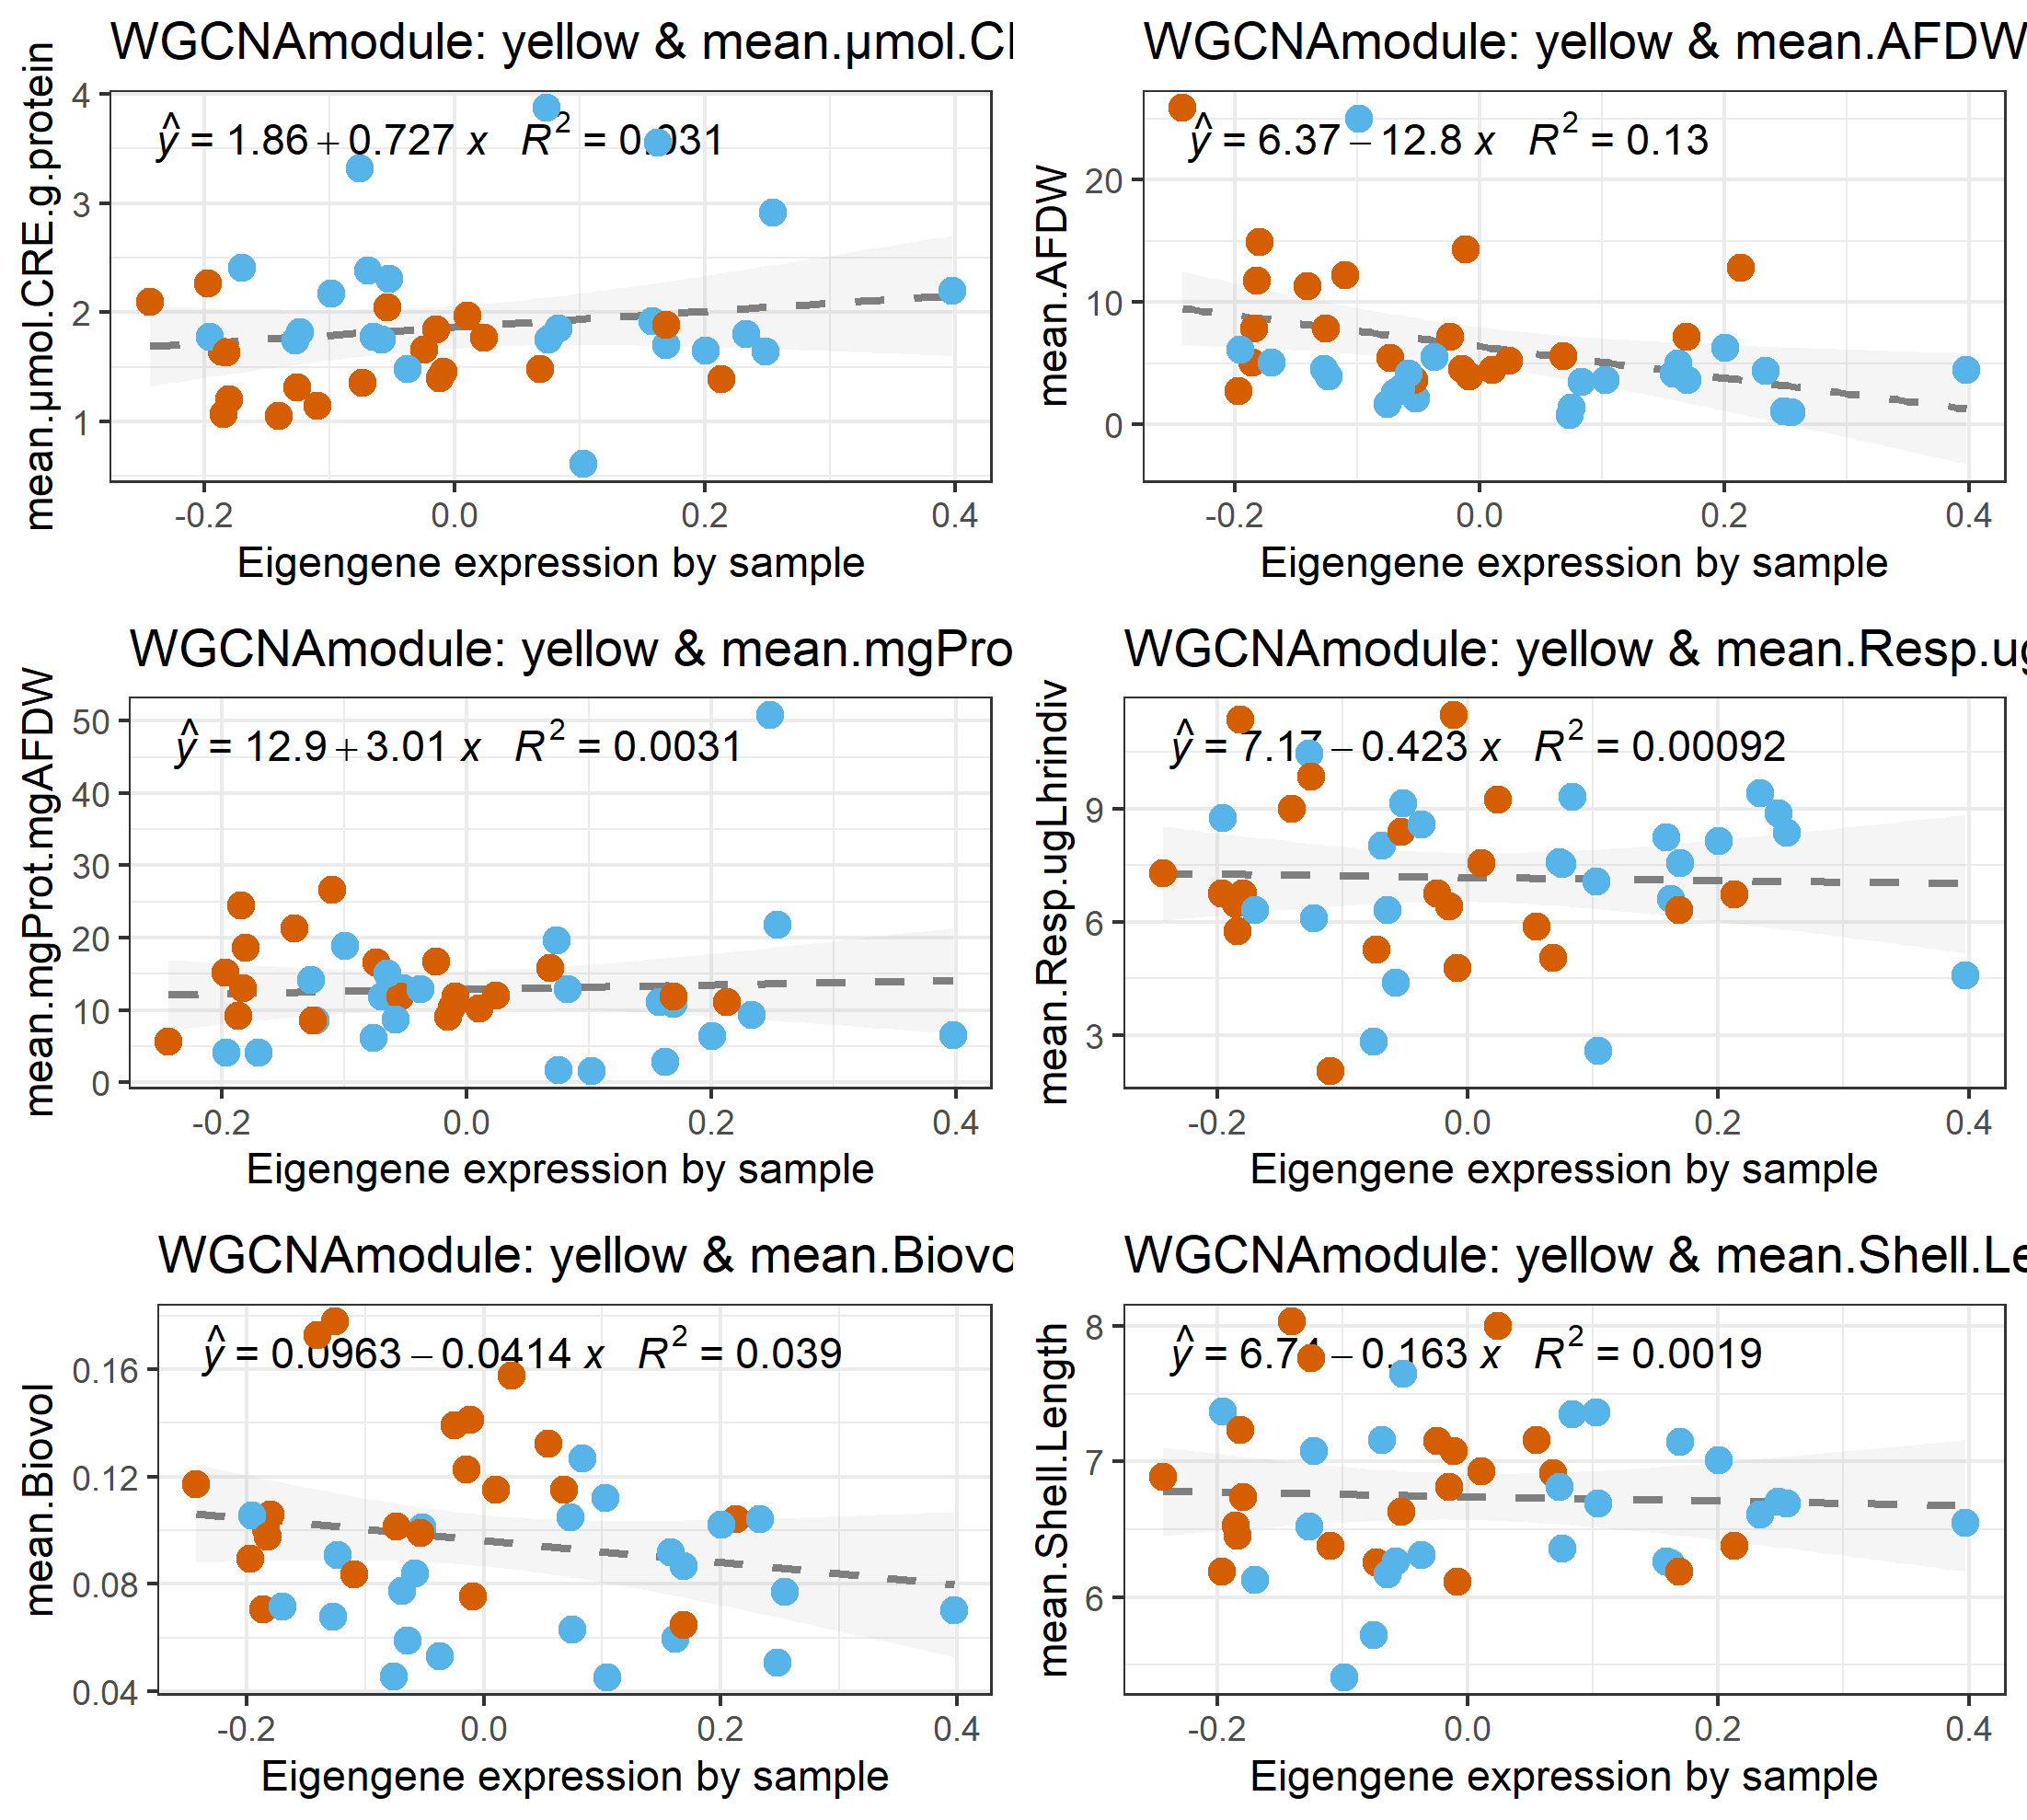 WGCNAmodule: yellow & mean.µmol.CI
4
3
2
1
mean.µmol.CRE.g.protein
ŷ = 1.86 + 0.727 x R² = 0.031
-0.2 0.0 0.2 0.4
Eigengene expression by sample
WGCNAmodule: yellow & mean.AFDW
20
10
0
mean.AFDW
ŷ = 6.37 − 12.8 x R² = 0.13
-0.2 0.0 0.2 0.4
Eigengene expression by sample
WGCNAmodule: yellow & mean.mgPro
50
40
30
20
10
0
mean.mgProt.mgAFDW
ŷ = 12.9 + 3.01 x R² = 0.0031
-0.2 0.0 0.2 0.4
Eigengene expression by sample
WGCNAmodule: yellow & mean.Resp.ug
9
6
3
mean.Resp.ugLhrindiv
ŷ = 7.17 − 0.423 x R² = 0.00092
-0.2 0.0 0.2 0.4
Eigengene expression by sample
WGCNAmodule: yellow & mean.Biovo
0.16
0.12
0.08
0.04
mean.Biovol
ŷ = 0.0963 − 0.0414 x R² = 0.039
-0.2 0.0 0.2 0.4
Eigengene expression by sample
WGCNAmodule: yellow & mean.Shell.Le
8
7
6
mean.Shell.Length
ŷ = 6.74 − 0.163 x R² = 0.0019
-0.2 0.0 0.2 0.4
Eigengene expression by sample